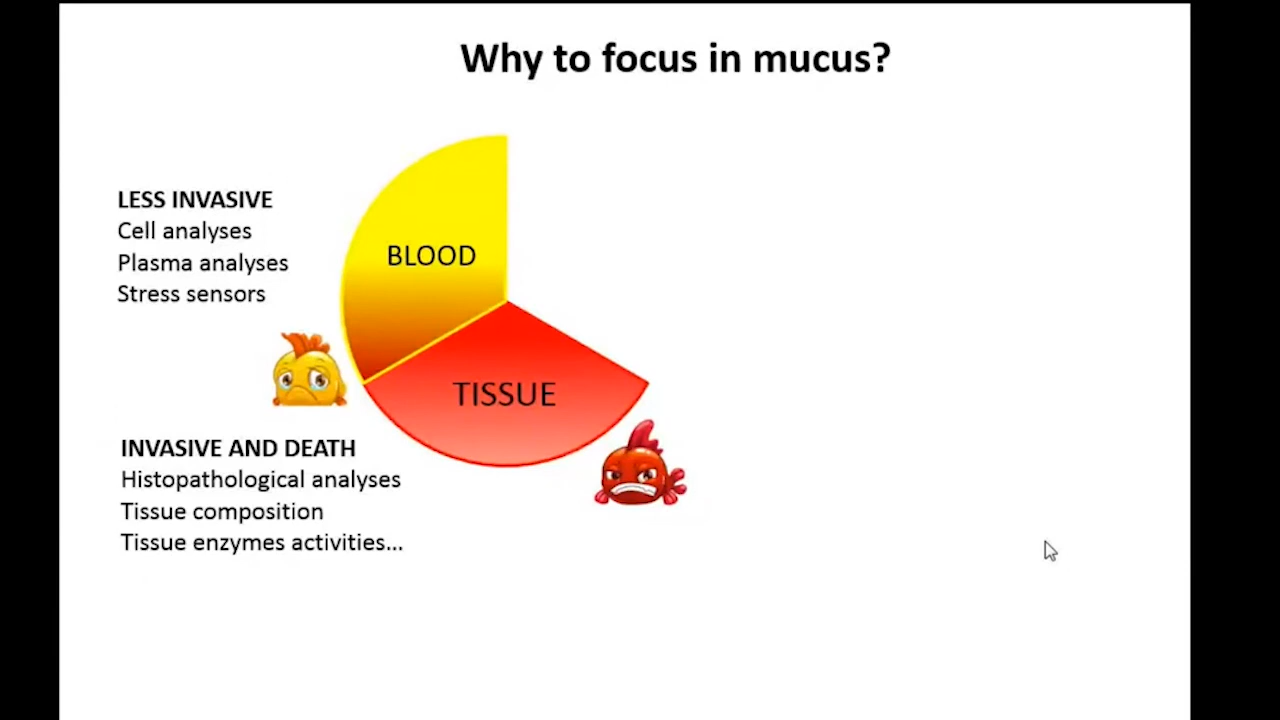 Why to focus in mucus?
LESS INVASIVE
Cell analyses
Plasma analyses
Stress sensors
BLOOD
TISSUE
INVASIVE AND DEATH
Histopathological analyses
Tissue composition
Tissue enzymes activities...